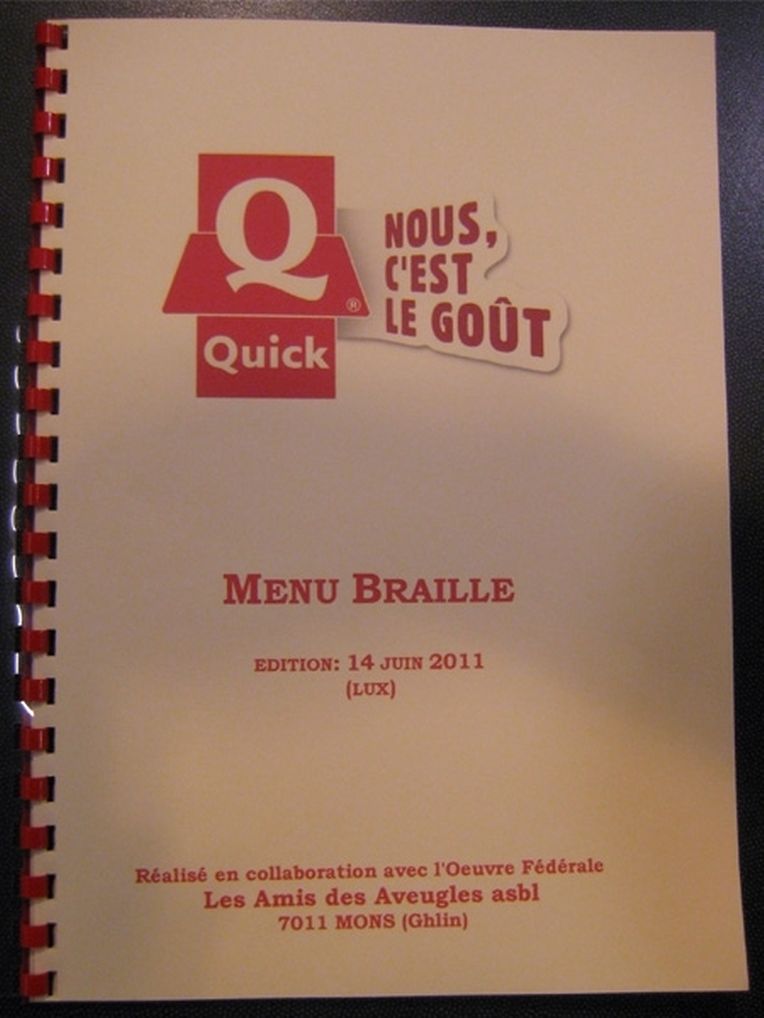 Q
®
Quick
NOUS,
C'EST
LE GOÛT
MENU BRAILLE
EDITION: 14 JUIN 2011
(LUX)
Réalisé en collaboration avec l'Oeuvre Fédérale
Les Amis des Aveugles asbl
7011 MONS (Ghlin)